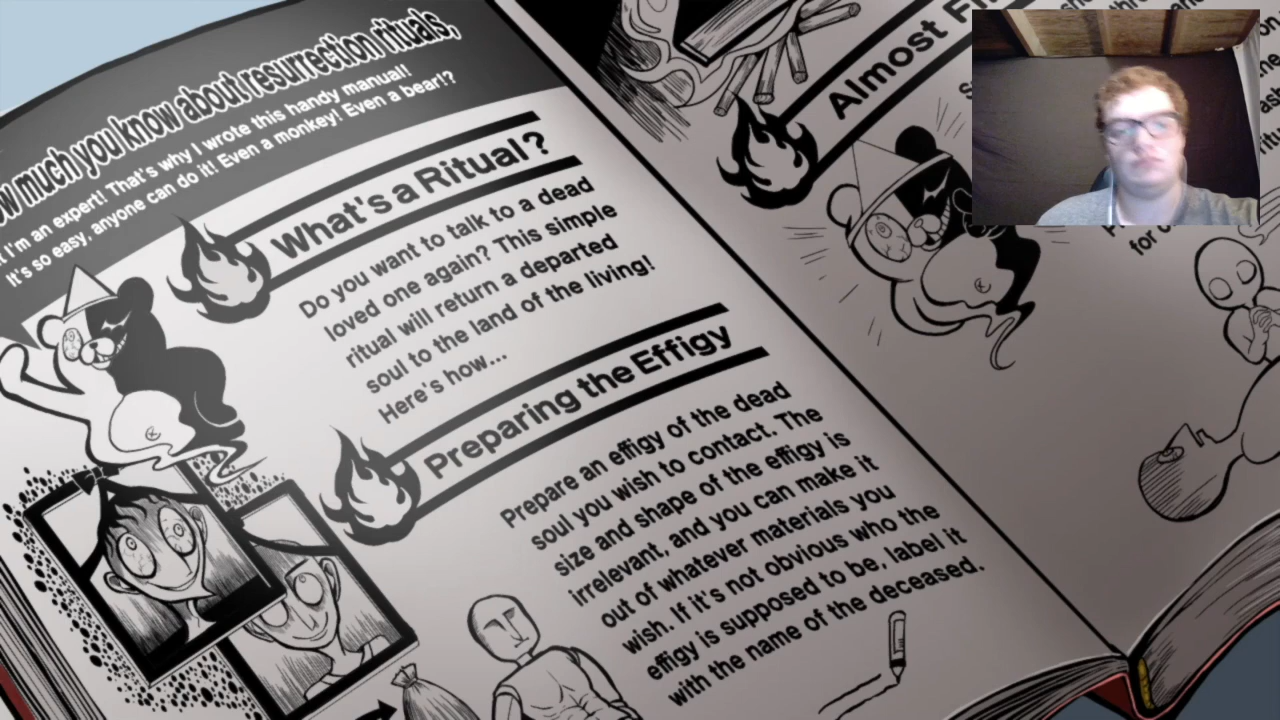 much you know about resurrection rituals,
I'm an expert! That's why I wrote this handy manual!
It's so easy, anyone can do it! Even a monkey! Even a bear!?
What's a Ritual?
Do you want to talk to a dead
loved one again? This simple
ritual will return a departed
soul to the land of the living!
Here's how...
Preparing the Effigy
Prepare an effigy of the dead
soul you wish to contact. The
size and shape of the effigy is
irrelevant, and you can make it
out of whatever materials you
wish. If it's not obvious who the
effigy is supposed to be, label it
with the name of the deceased.
Almost
for